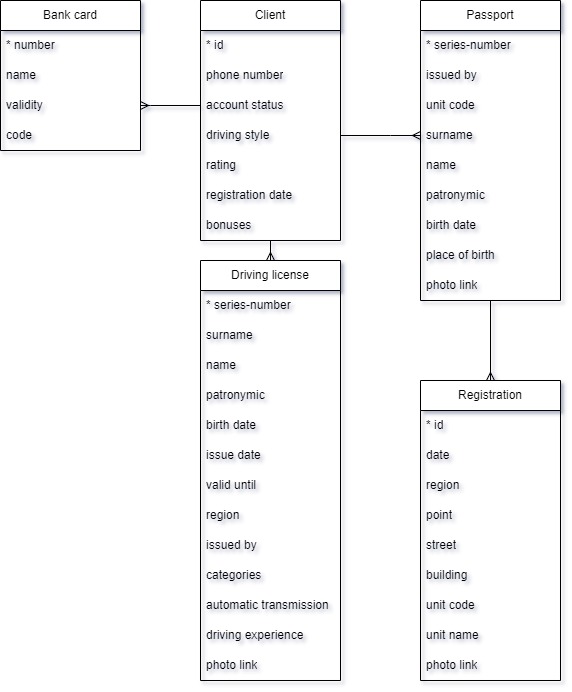 Bank card
* number
name
validity
code
Client
* id
phone number
account status
driving style
rating
registration date
bonuses
Passport
* series-number
issued by
unit code
surname
name
patronymic
birth date
place of birth
photo link
Driving license
* series-number
surname
name
patronymic
birth date
issue date
valid until
region
issued by
categories
automatic transmission
driving experience
photo link
Registration
* id
date
region
point
street
building
unit code
unit name
photo link